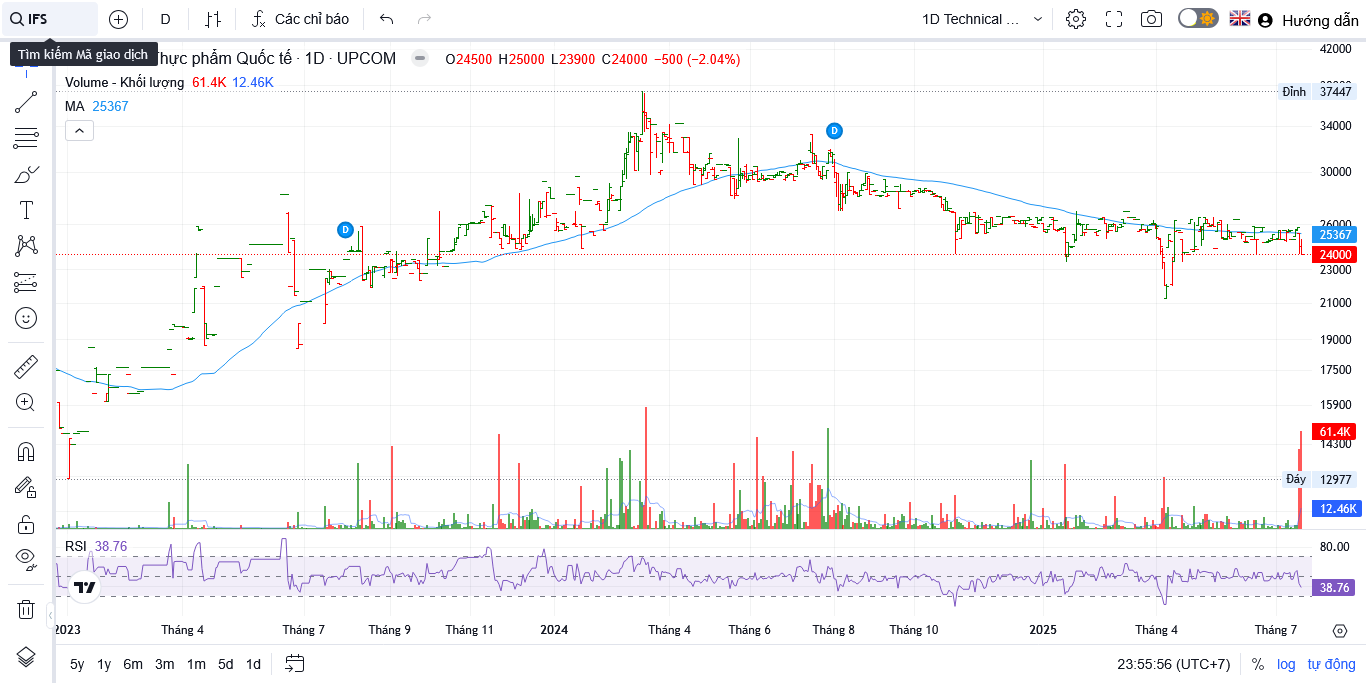 IFS D Các chỉ báo 1D Technical ... Hướng dẫn
Tìm kiếm Mã giao dịch
Thực phẩm Quốc tế · 1D · UPCOM O24500 H25000 L23900 C24000 −500 (−2.04%)
Volume - Khối lượng 61.4K 12.46K
MA 25367
42000
Đỉnh 37447
34000
D
30000
26000
D
25367
24000
23000
21000
19000
17500
15900
61.4K
14300
Đáy 12977
12.46K
RSI 38.76
80.00
38.76
2023 Tháng 4 Tháng 7 Tháng 9 Tháng 11 2024 Tháng 4 Tháng 6 Tháng 8 Tháng 10 2025 Tháng 4 Tháng 7
5y 1y 6m 3m 1m 5d 1d 23:55:56 (UTC+7) % log tự động